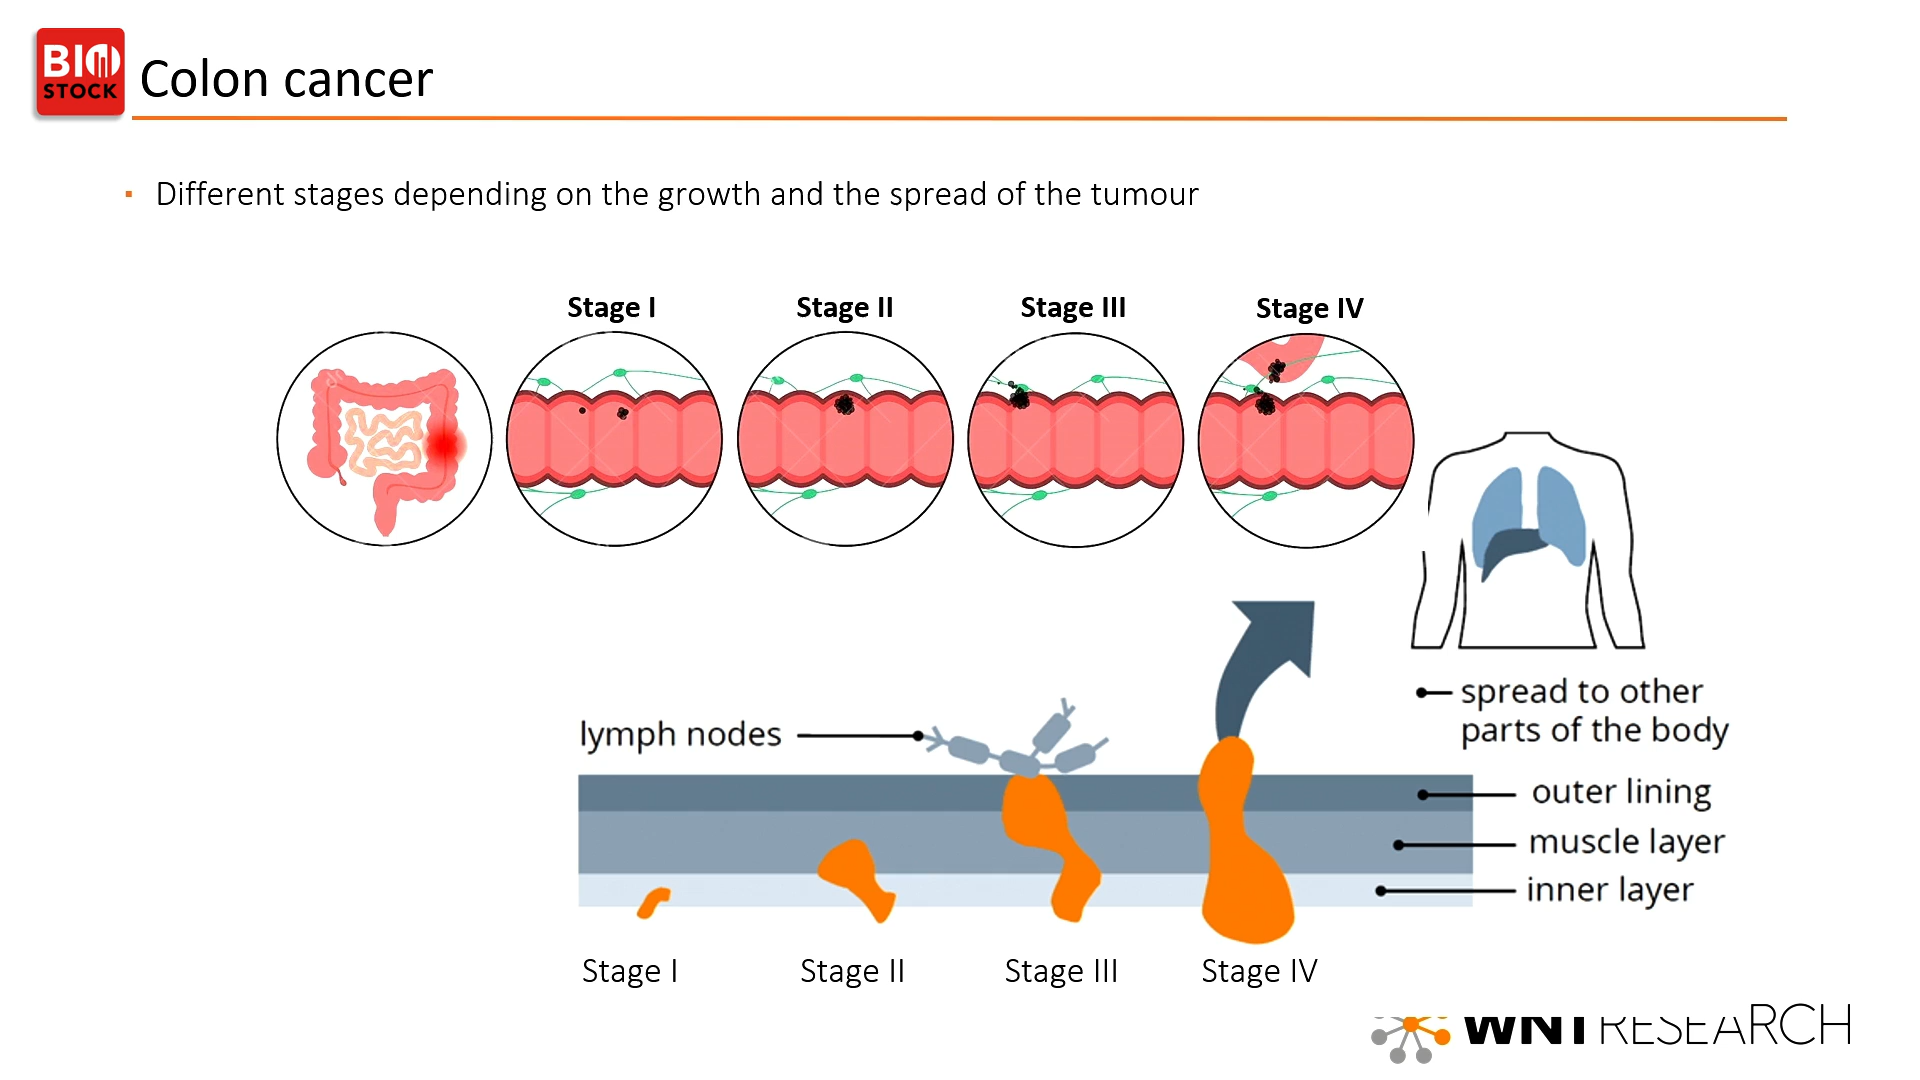 BIO
STOCK
Colon cancer
▪ Different stages depending on the growth and the spread of the tumour
Stage I
Stage II
Stage III
Stage IV
spread to other
parts of the body
lymph nodes
outer lining
muscle layer
inner layer
Stage I
Stage II
Stage III
Stage IV
WNT RESEARCH